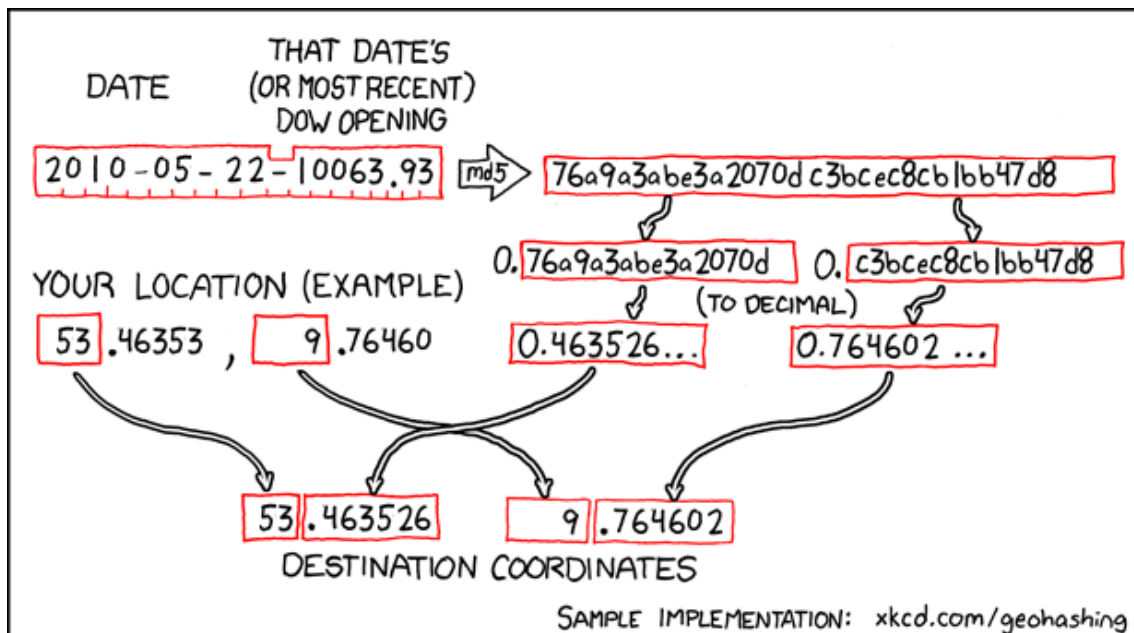 DATE
THAT DATE'S
(OR MOST RECENT)
DOW OPENING
2010-05-22-10063.93
md5
76a9a3abe3a2070dc3bcec8cb1bb47d8
0.76a9a3abe3a2070d
0.c3bcec8cb1bb47d8
YOUR LOCATION (EXAMPLE)
(TO DECIMAL)
53.46353, 9.76460
0.463526...
0.764602...
53.463526
9.764602
DESTINATION COORDINATES
SAMPLE IMPLEMENTATION: xkcd.com/geohashing